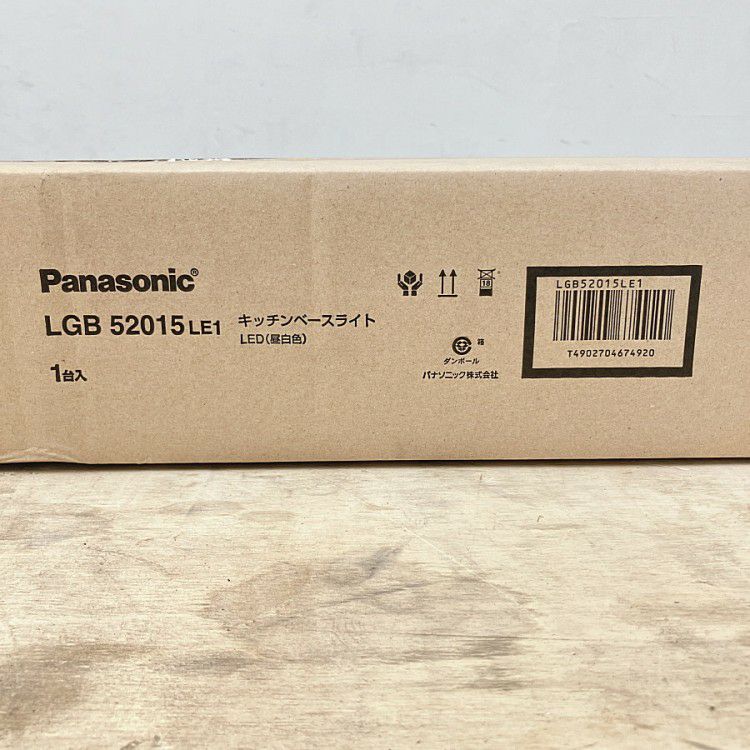 Panasonic®
LGB 52015 LE1 キッチンベースライト
LED(昼白色)
1台入
18
箱
ダンボール
パナソニック株式会社
LGB52015LE1
T4902704674920